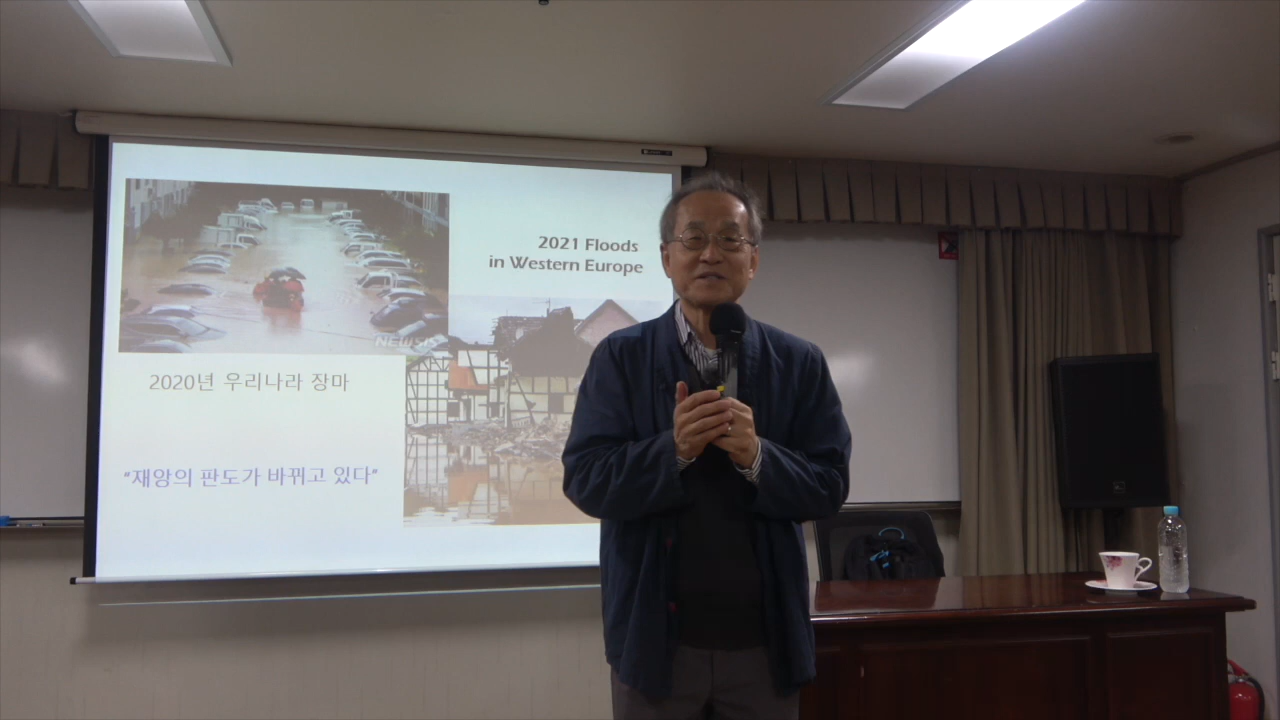 2021 Floods
in Western Europe
NEWSIS
2020년 우리나라 장마
“재앙의 판도가 바뀌고 있다”